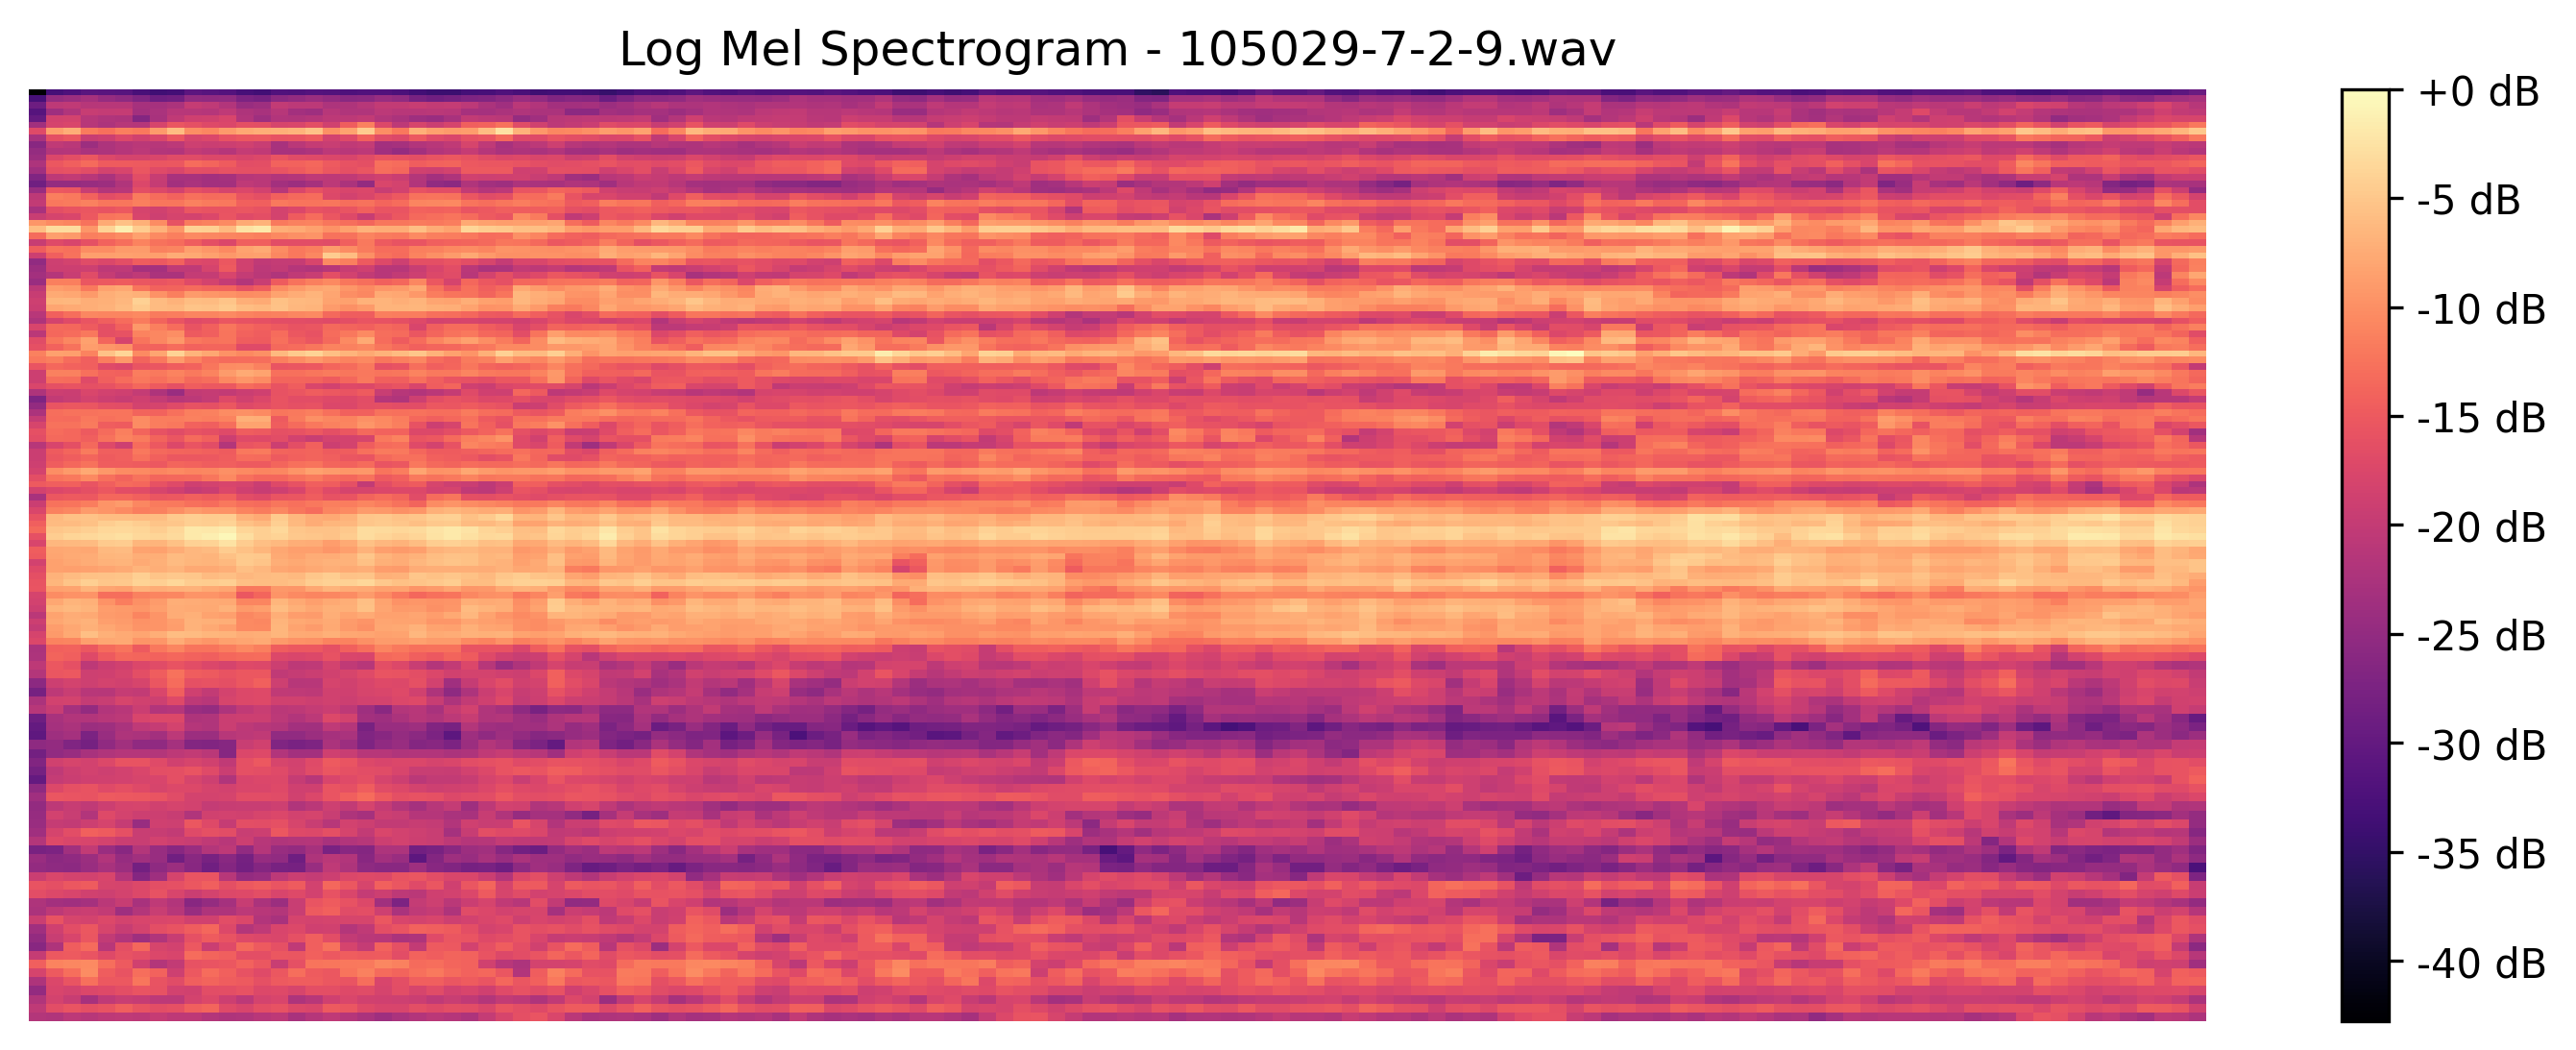 Log Mel Spectrogram - 105029-7-2-9.wav
+0 dB
-5 dB
-10 dB
-15 dB
-20 dB
-25 dB
-30 dB
-35 dB
-40 dB